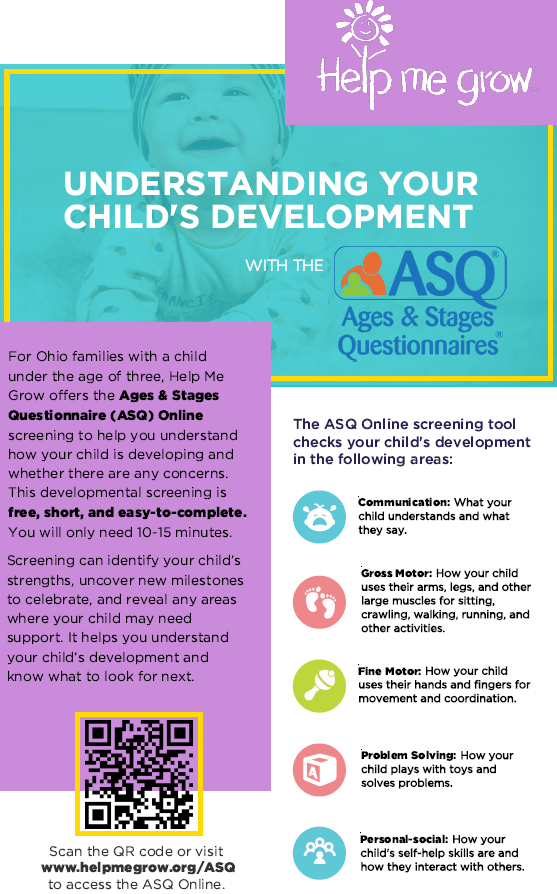 Help me grow
UNDERSTANDING YOUR
CHILD'S DEVELOPMENT
WITH THE
ASQ®
Ages & Stages
Questionnaires®
For Ohio families with a child
under the age of three, Help Me
Grow offers the Ages & Stages
Questionnaire (ASQ) Online
screening to help you understand
how your child is developing and
whether there are any concerns.
This developmental screening is
free, short, and easy-to-complete.
You will only need 10-15 minutes.
Screening can identify your child's
strengths, uncover new milestones
to celebrate, and reveal any areas
where your child may need
support. It helps you understand
your child's development and
know what to look for next.
Scan the QR code or visit
www.helpmegrow.org/ASQ
to access the ASQ Online.
The ASQ Online screening tool
checks your child's development
in the following areas:
Communication: What your
child understands and what
they say.
Gross Motor: How your child
uses their arms, legs, and other
large muscles for sitting,
crawling, walking, running, and
other activities.
Fine Motor: How your child
uses their hands and fingers for
movement and coordination.
A
Problem Solving: How your
child plays with toys and
solves problems.
Personal-social: How your
child's self-help skills are and
how they interact with others.